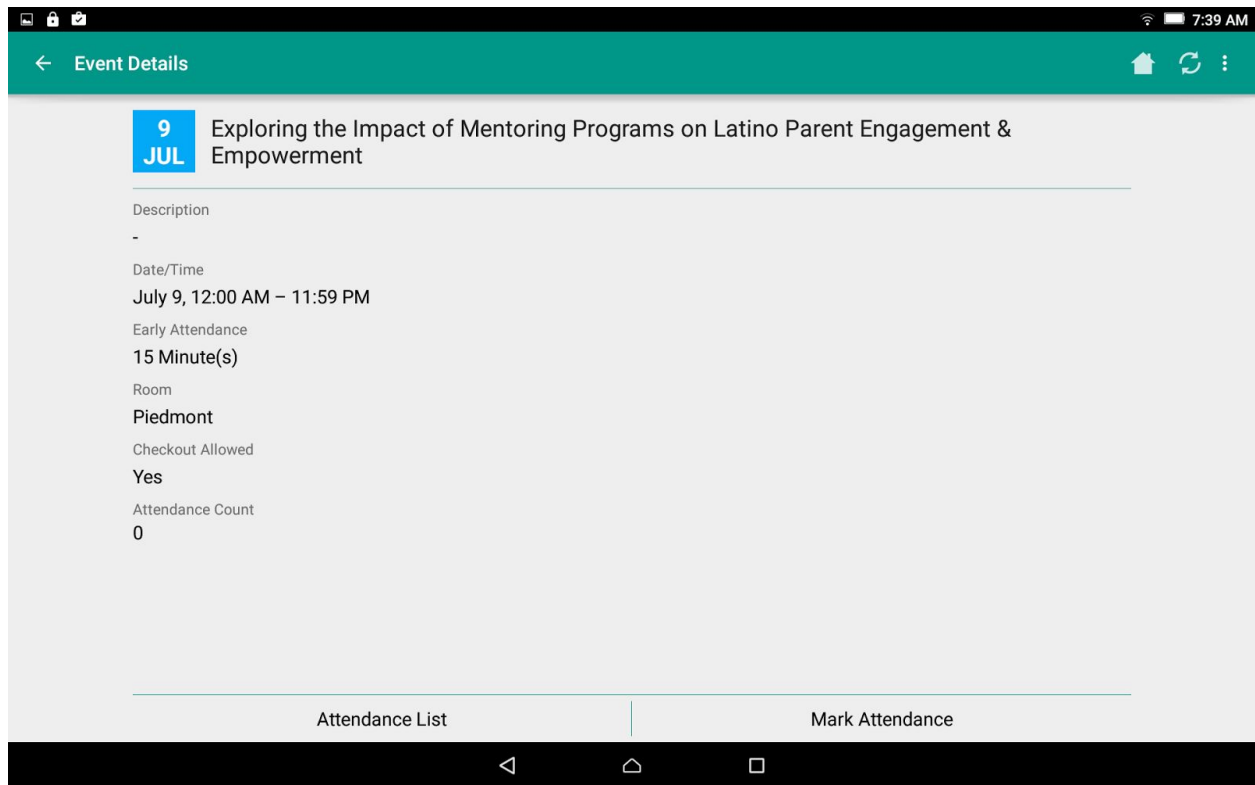 7:39 AM
Event Details
9
JUL
Exploring the Impact of Mentoring Programs on Latino Parent Engagement &
Empowerment
Description
-
Date/Time
July 9, 12:00 AM – 11:59 PM
Early Attendance
15 Minute(s)
Room
Piedmont
Checkout Allowed
Yes
Attendance Count
0
Attendance List
Mark Attendance